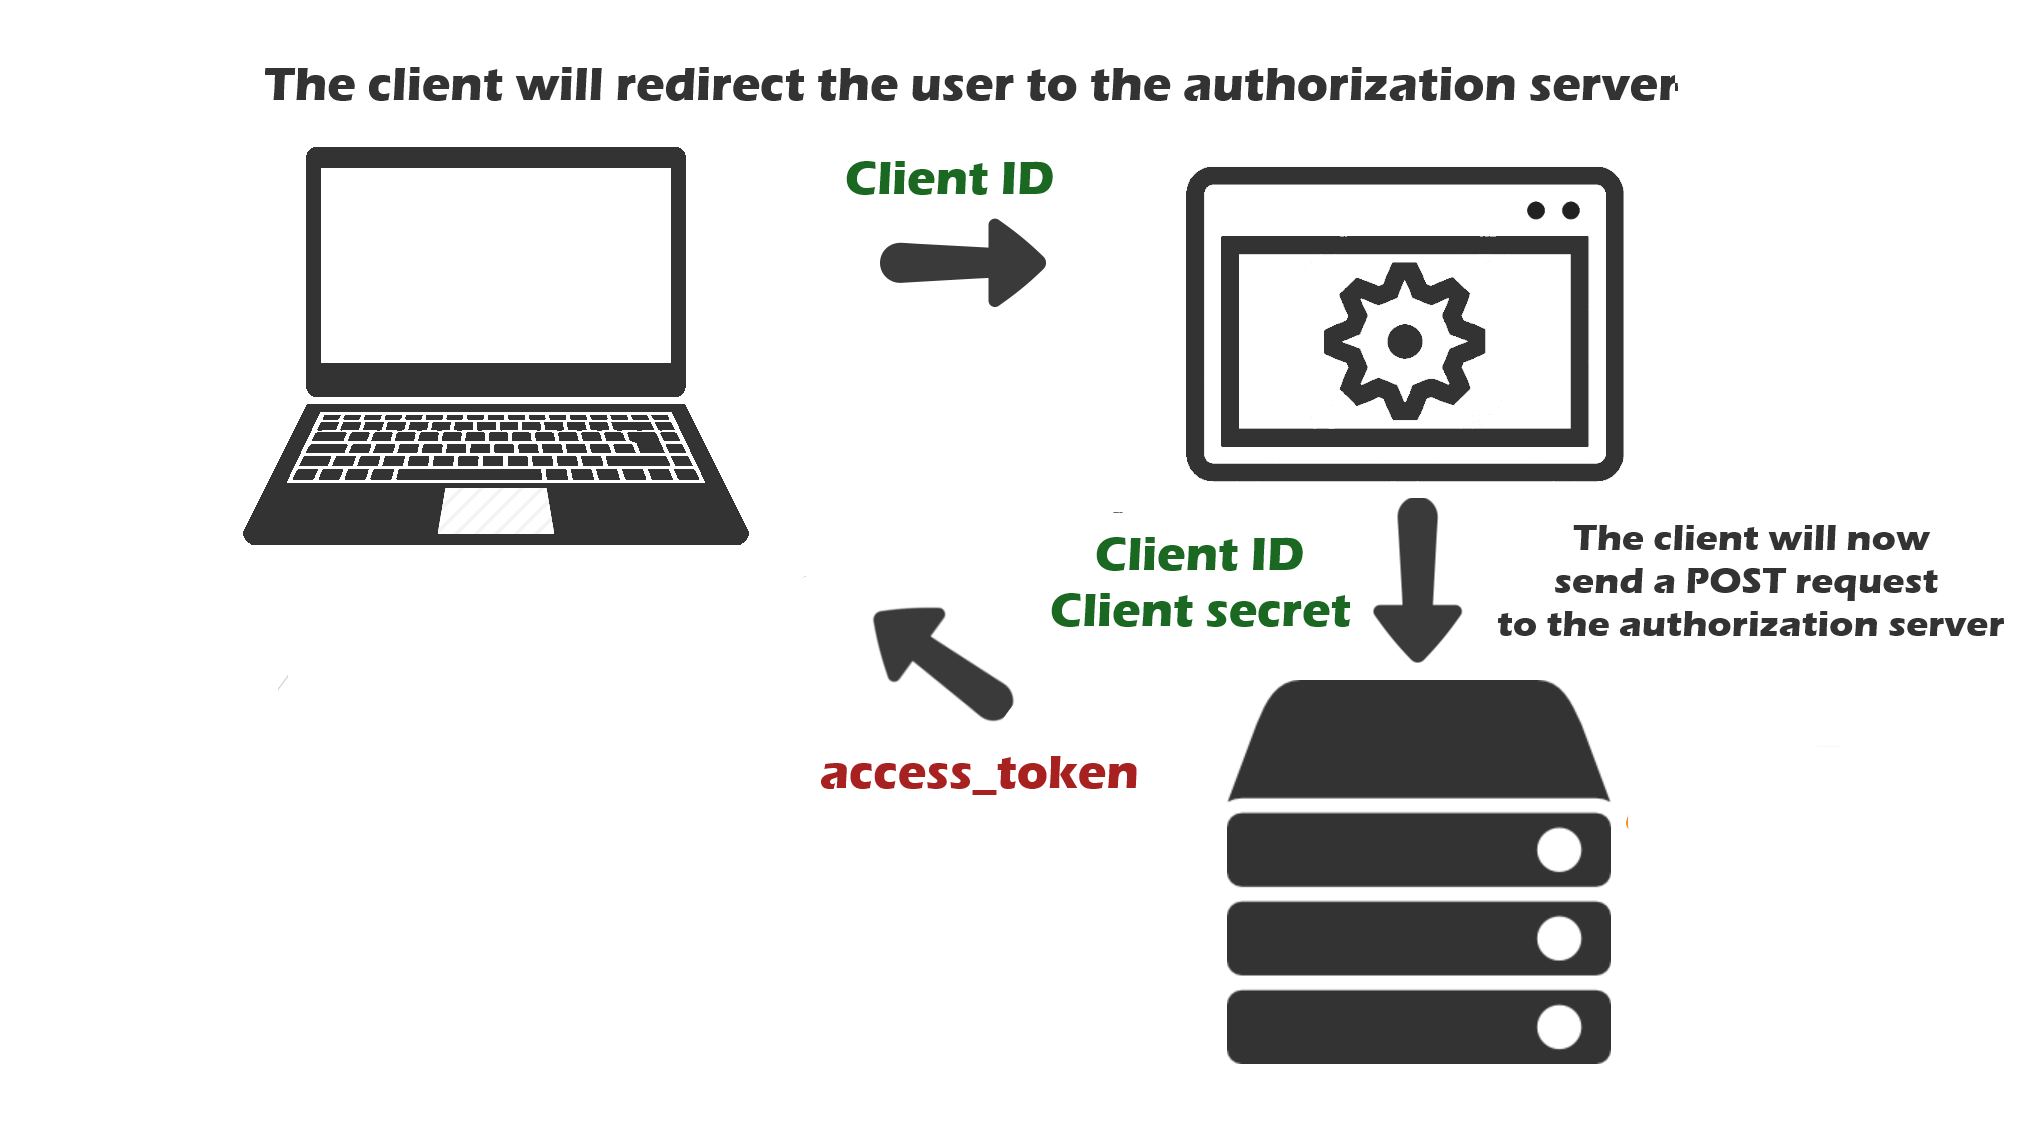 The client will redirect the user to the authorization server
Client ID
Client ID
Client secret
The client will now
send a POST request
to the authorization server
access_token